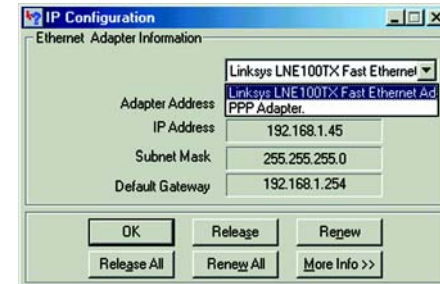 IP Configuration
Ethernet Adapter Information
Linksys LNE100TX Fast Ethernet
Linksys LNE100TX Fast Ethernet Ad
PPP Adapter.
Adapter Address
IP Address 192.168.1.45
Subnet Mask 255.255.255.0
Default Gateway 192.168.1.254
OK Release Renew
Release All Renew All More Info >>